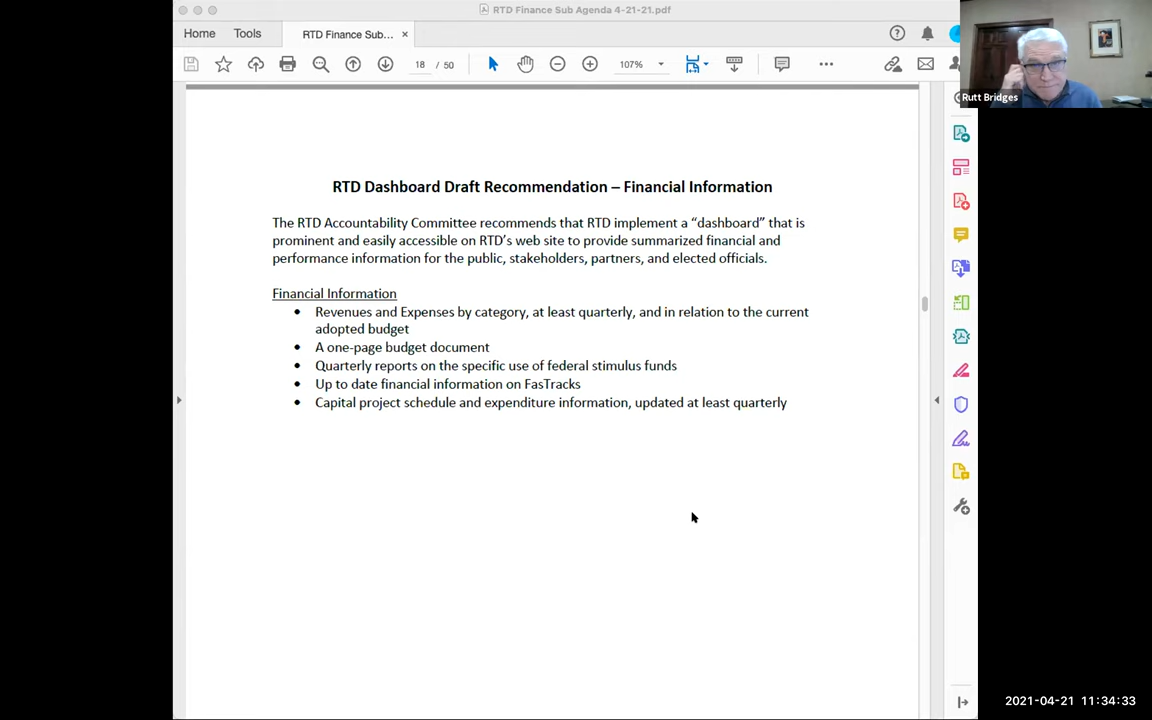 RTD Finance Sub Agenda 4-21-21.pdf
Home
Tools
RTD Finance Sub... ×
18 / 50
107%
Rutt Bridges
RTD Dashboard Draft Recommendation – Financial Information
The RTD Accountability Committee recommends that RTD implement a “dashboard” that is
prominent and easily accessible on RTD’s web site to provide summarized financial and
performance information for the public, stakeholders, partners, and elected officials.
Financial Information
• Revenues and Expenses by category, at least quarterly, and in relation to the current
adopted budget
• A one-page budget document
• Quarterly reports on the specific use of federal stimulus funds
• Up to date financial information on FasTracks
• Capital project schedule and expenditure information, updated at least quarterly
2021-04-21 11:34:33